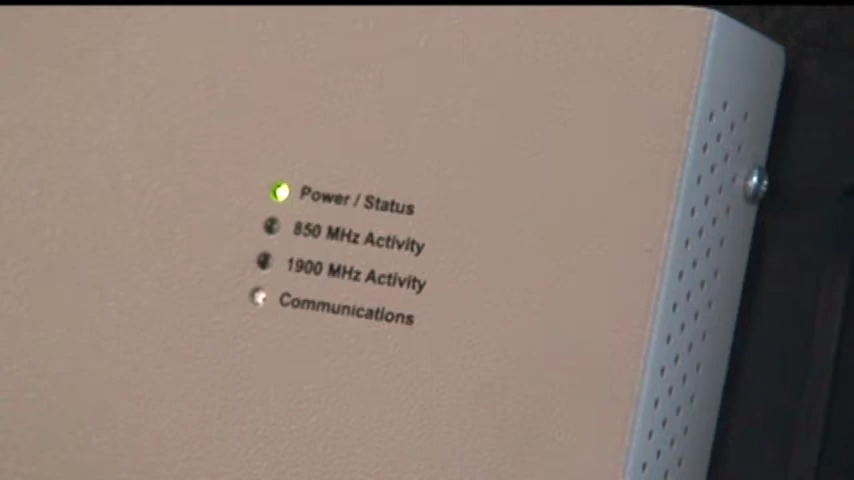 Power / Status
850 MHz Activity
1900 MHz Activity
Communications